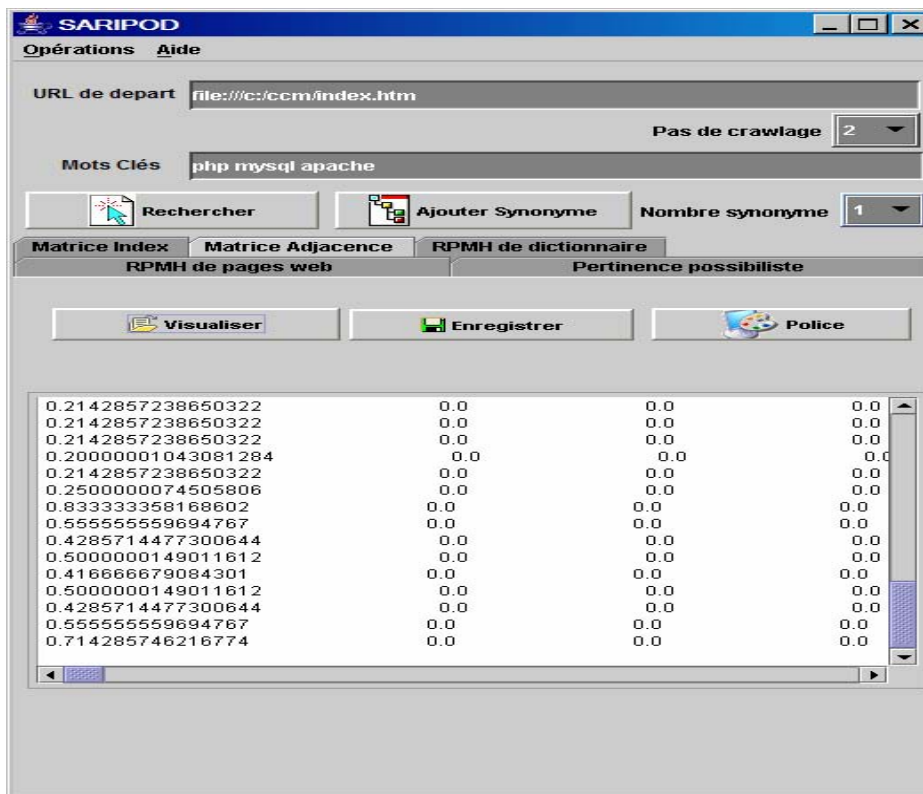 SARIPOD
Opérations Aide
URL de depart file:///c:/ccm/index.htm
Pas de crawlage 2
Mots Clés php mysql apache
Rechercher Ajouter Synonyme Nombre synonyme 1
Matrice Index Matrice Adjacence RPMH de dictionnaire
RPMH de pages web Pertinence possibiliste
Visualiser Enregistrer Police
0.2142857238650322 0.0 0.0 0.0
0.2142857238650322 0.0 0.0 0.0
0.2142857238650322 0.0 0.0 0.0
0.20000001043081284 0.0 0.0 0.0
0.2142857238650322 0.0 0.0 0.0
0.2500000074505806 0.0 0.0 0.0
0.833333358168602 0.0 0.0 0.0
0.555555559694767 0.0 0.0 0.0
0.4285714477300644 0.0 0.0 0.0
0.5000000149011612 0.0 0.0 0.0
0.416666679084301 0.0 0.0 0.0
0.5000000149011612 0.0 0.0 0.0
0.4285714477300644 0.0 0.0 0.0
0.555555559694767 0.0 0.0 0.0
0.714285746216774 0.0 0.0 0.0